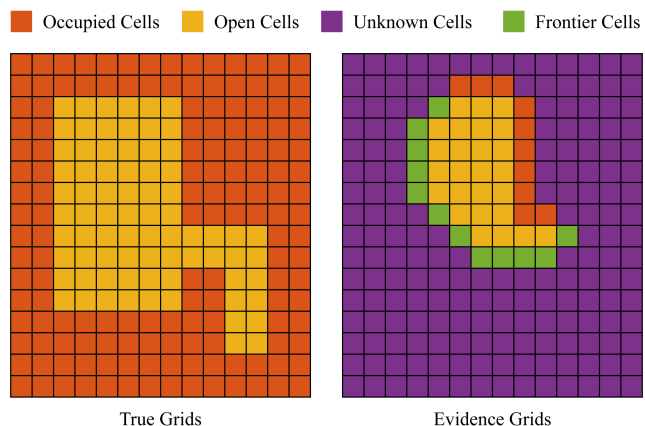 Occupied Cells Open Cells Unknown Cells Frontier Cells
True Grids Evidence Grids